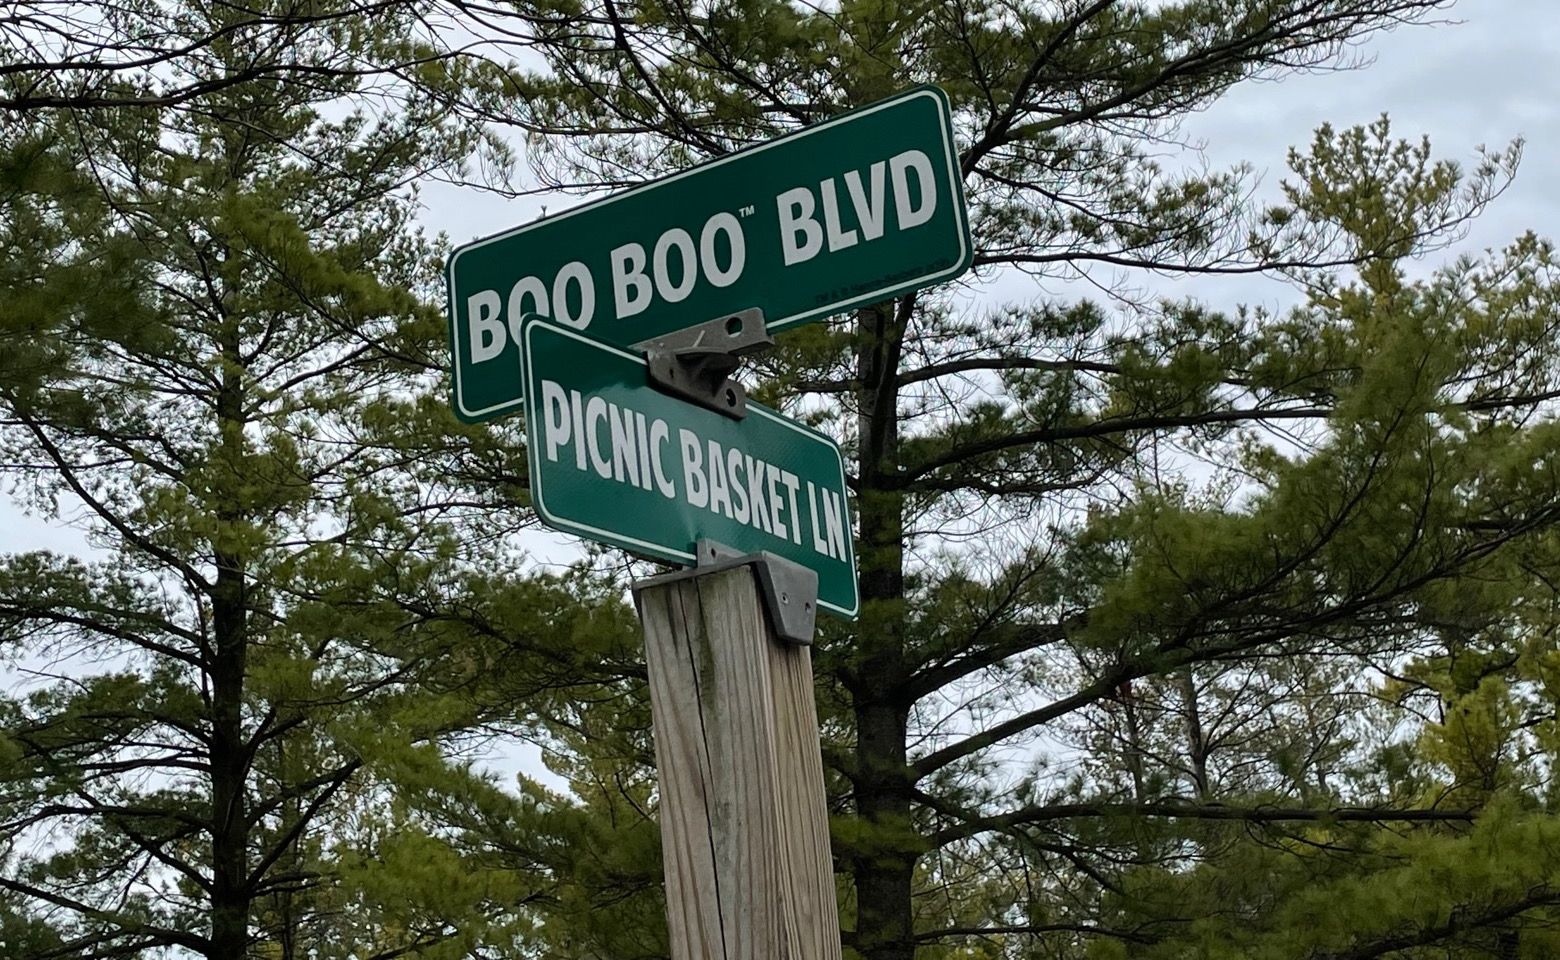 BOO BOO™ BLVD
PICNIC BASKET LN